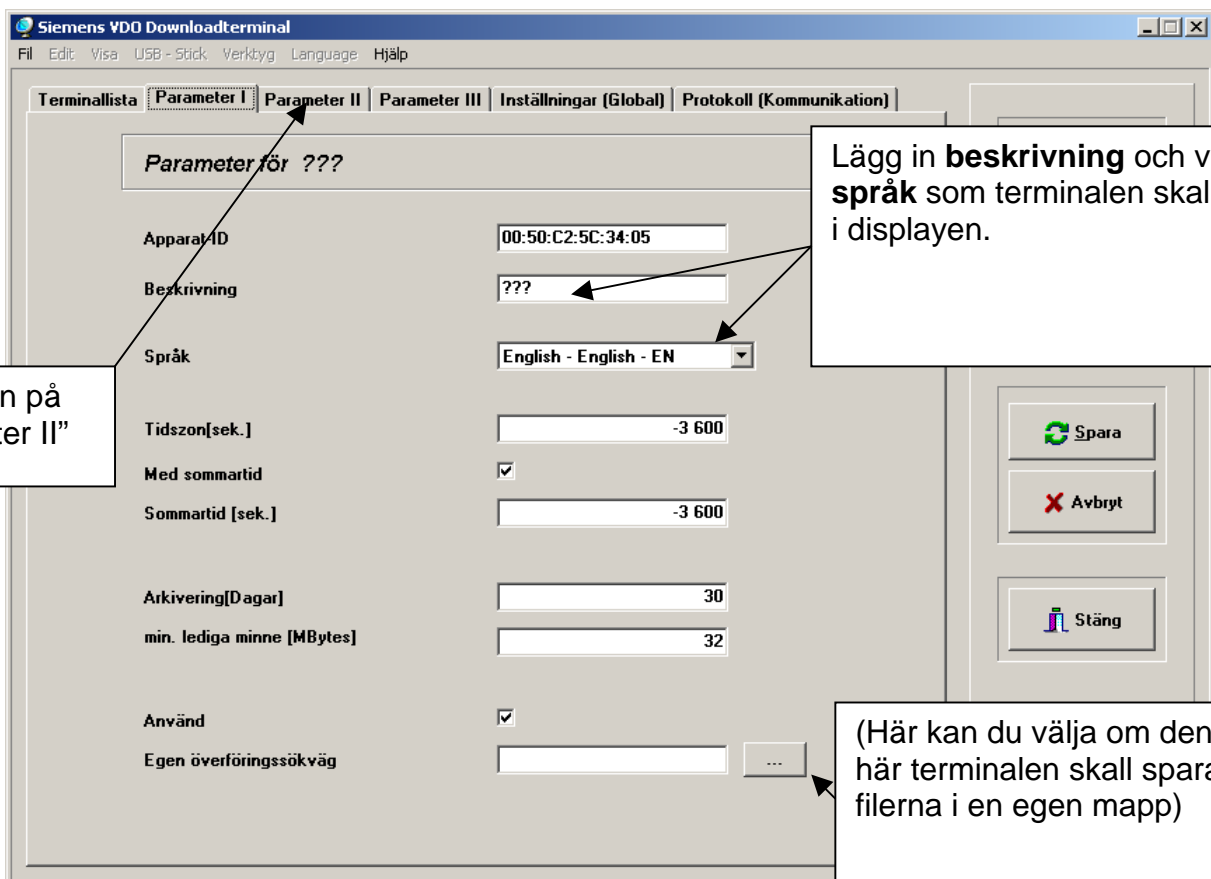 Siemens VDO Downloadterminal
Fil Edit Visa USB - Stick Verktyg Language Hjälp
Terminallista Parameter I Parameter II Parameter III Inställningar (Global) Protokoll (Kommunikation)
Parameter för ???
Lägg in beskrivning och
språk som terminalen
i displayen.
Apparat-ID 00:50:C2:5C:34:05
Beskrivning ???
Språk English - English - EN
på
II”
Tidszon[sek.] -3 600
Med sommartid
Sommartid [sek.] -3 600
Spara
Avbryt
Arkivering[Dagar] 30
min. lediga minne [MBytes] 32
Stäng
Använd
Egen överföringssökväg ...
(Här kan du välja om den
här terminalen skall
filerna i en egen mapp)